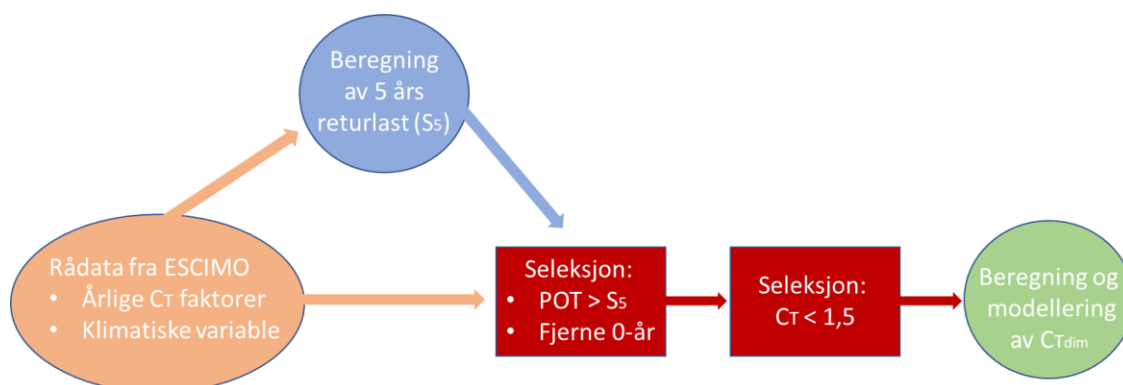 Beregning
av 5 års
returlast (S5)
Rådata fra ESCIMO
• Årlige CT faktorer
• Klimatiske variable
Seleksjon:
• POT > S5
• Fjerne 0-år
Seleksjon:
CT < 1,5
Beregning og
modellering
av CTdim